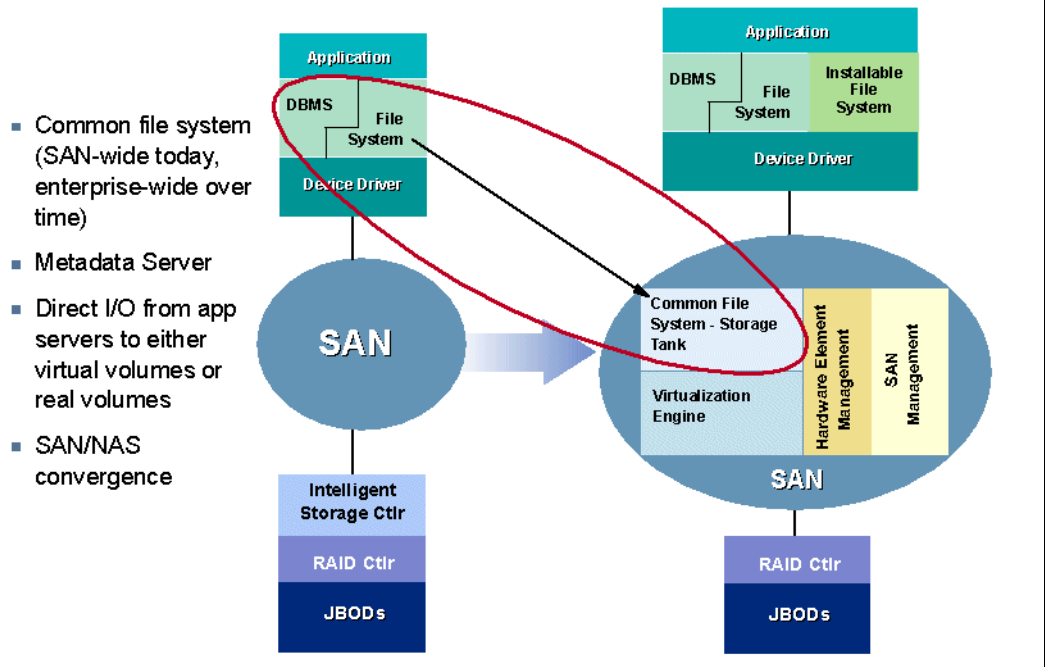 Common file system
(SAN-wide today,
enterprise-wide over
time)
Metadata Server
Direct I/O from app
servers to either
virtual volumes or
real volumes
SAN/NAS
convergence
Application
DBMS
File
System
Device Driver
SAN
Intelligent
Storage Ctlr
RAID Ctlr
JBODs
Application
DBMS
File
System
Installable
File
System
Device Driver
Common File
System - Storage
Tank
Virtualization
Engine
Hardware Element
Management
SAN
Management
SAN
RAID Ctlr
JBODs